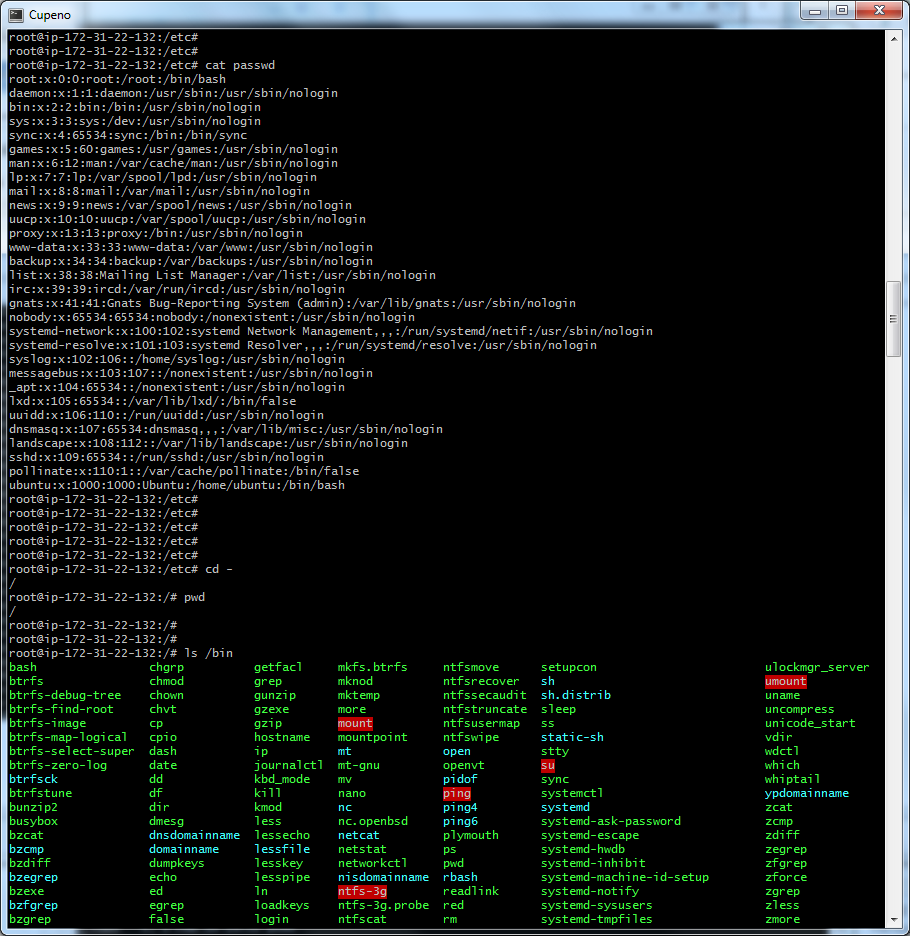 Cupeno
root@ip-172-31-22-132:/etc#
root@ip-172-31-22-132:/etc#
root@ip-172-31-22-132:/etc# cat passwd
root:x:0:0:root:/root:/bin/bash
daemon:x:1:1:daemon:/usr/sbin:/usr/sbin/nologin
bin:x:2:2:bin:/bin:/usr/sbin/nologin
sys:x:3:3:sys:/dev:/usr/sbin/nologin
sync:x:4:65534:sync:/bin:/bin/sync
games:x:5:60:games:/usr/games:/usr/sbin/nologin
man:x:6:12:man:/var/cache/man:/usr/sbin/nologin
lp:x:7:7:lp:/var/spool/lpd:/usr/sbin/nologin
mail:x:8:8:mail:/var/mail:/usr/sbin/nologin
news:x:9:9:news:/var/spool/news:/usr/sbin/nologin
uucp:x:10:10:uucp:/var/spool/uucp:/usr/sbin/nologin
proxy:x:13:13:proxy:/bin:/usr/sbin/nologin
www-data:x:33:33:www-data:/var/www:/usr/sbin/nologin
backup:x:34:34:backup:/var/backups:/usr/sbin/nologin
list:x:38:38:Mailing List Manager:/var/list:/usr/sbin/nologin
irc:x:39:39:ircd:/var/run/ircd:/usr/sbin/nologin
gnats:x:41:41:Gnats Bug-Reporting System (admin):/var/lib/gnats:/usr/sbin/nologin
nobody:x:65534:65534:nobody:/nonexistent:/usr/sbin/nologin
systemd-network:x:100:102:systemd Network Management,,,:/run/systemd/netif:/usr/sbin/nologin
systemd-resolve:x:101:103:systemd Resolver,,,:/run/systemd/resolve:/usr/sbin/nologin
syslog:x:102:106::/home/syslog:/usr/sbin/nologin
messagebus:x:103:107::/nonexistent:/usr/sbin/nologin
_apt:x:104:65534::/nonexistent:/usr/sbin/nologin
lxd:x:105:65534::/var/lib/lxd/:/bin/false
uuidd:x:106:110::/run/uuidd:/usr/sbin/nologin
dnsmasq:x:107:65534:dnsmasq,,,:/var/lib/misc:/usr/sbin/nologin
landscape:x:108:112::/var/lib/landscape:/usr/sbin/nologin
sshd:x:109:65534::/run/sshd:/usr/sbin/nologin
pollinate:x:110:1::/var/cache/pollinate:/bin/false
ubuntu:x:1000:1000:Ubuntu:/home/ubuntu:/bin/bash
root@ip-172-31-22-132:/etc#
root@ip-172-31-22-132:/etc#
root@ip-172-31-22-132:/etc#
root@ip-172-31-22-132:/etc#
root@ip-172-31-22-132:/etc#
root@ip-172-31-22-132:/etc# cd -
/
root@ip-172-31-22-132:/# pwd
/
root@ip-172-31-22-132:/#
root@ip-172-31-22-132:/#
root@ip-172-31-22-132:/# ls /bin
bash chgrp getfacl mkfs.btrfs ntfsmove setupcon ulockmgr_server
btrfs chmod grep mknod ntfsrecover sh umount
btrfs-debug-tree chown gunzip mktemp ntfssecaudit sh.distrib uname
btrfs-find-root chvt gzexe more ntfstruncate sleep uncompress
btrfs-image cp gzip mount ntfsusermap ss unicode_start
btrfs-map-logical cpio hostname mountpoint ntfswipe static-sh vdir
btrfs-select-super dash ip mt open stty wdctl
btrfs-zero-log date journalctl mt-gnu openvt su which
btrfsck dd kbd_mode mv pidof sync whiptail
btrfstune df kill nano ping systemctl ypdomainname
bunzip2 dir kmod nc ping4 systemd zcat
busybox dmesg less nc.openbsd ping6 systemd-ask-password zcmp
bzcat dnsdomainname lessecho netcat plymouth systemd-escape zdiff
bzcmp domainname lessfile netstat ps systemd-hwdb zegrep
bzdiff dumpkeys lesskey networkctl pwd systemd-inhibit zfgrep
bzegrep echo lesspipe nisdomainname rbash systemd-machine-id-setup zforce
bzexe ed ln ntfs-3g readlink systemd-notify zgrep
bzfgrep egrep loadkeys ntfs-3g.probe red systemd-sysusers zless
bzgrep false login ntfscat rm systemd-tmpfiles zmore